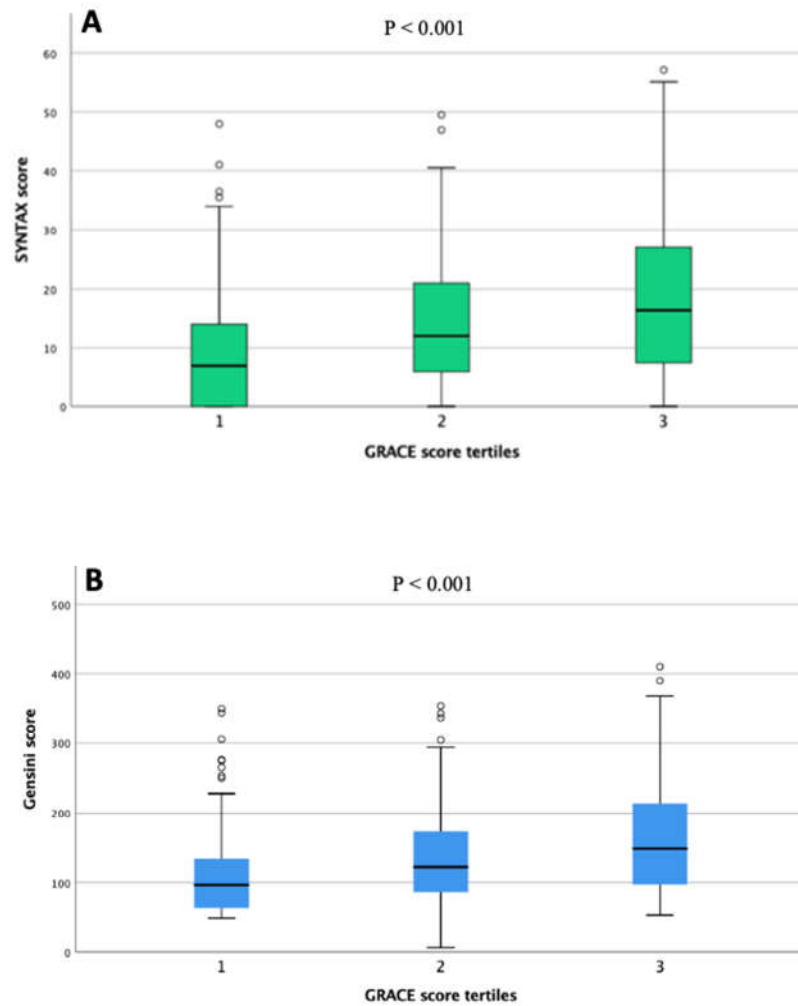 A
P < 0.001
60
50
40
30
20
10
0
SYNTAX score
1 2 3
GRACE score tertiles
B
P < 0.001
500
400
300
200
100
0
Gensini score
1 2 3
GRACE score tertiles